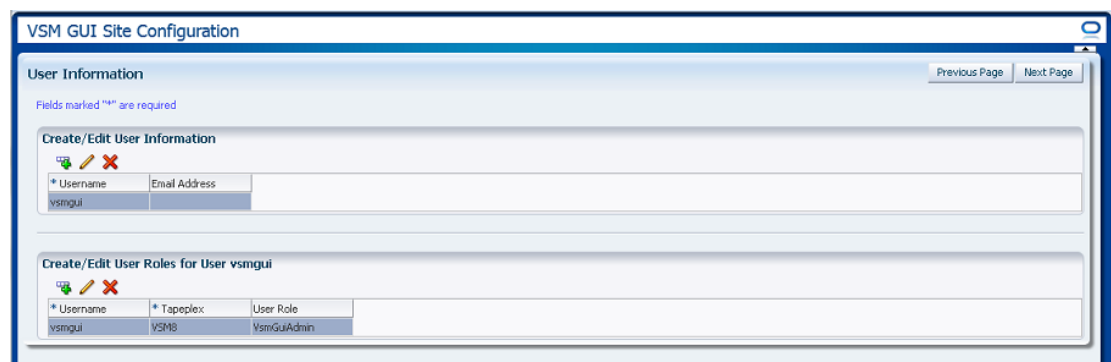 VSM GUI Site Configuration
User Information
Previous Page Next Page
Fields marked "*" are required
Create/Edit User Information
* Username Email Address
vsmgui
Create/Edit User Roles for User vsmgui
* Username * Tapeplex User Role
vsmgui VSM8 VsmGuiAdmin